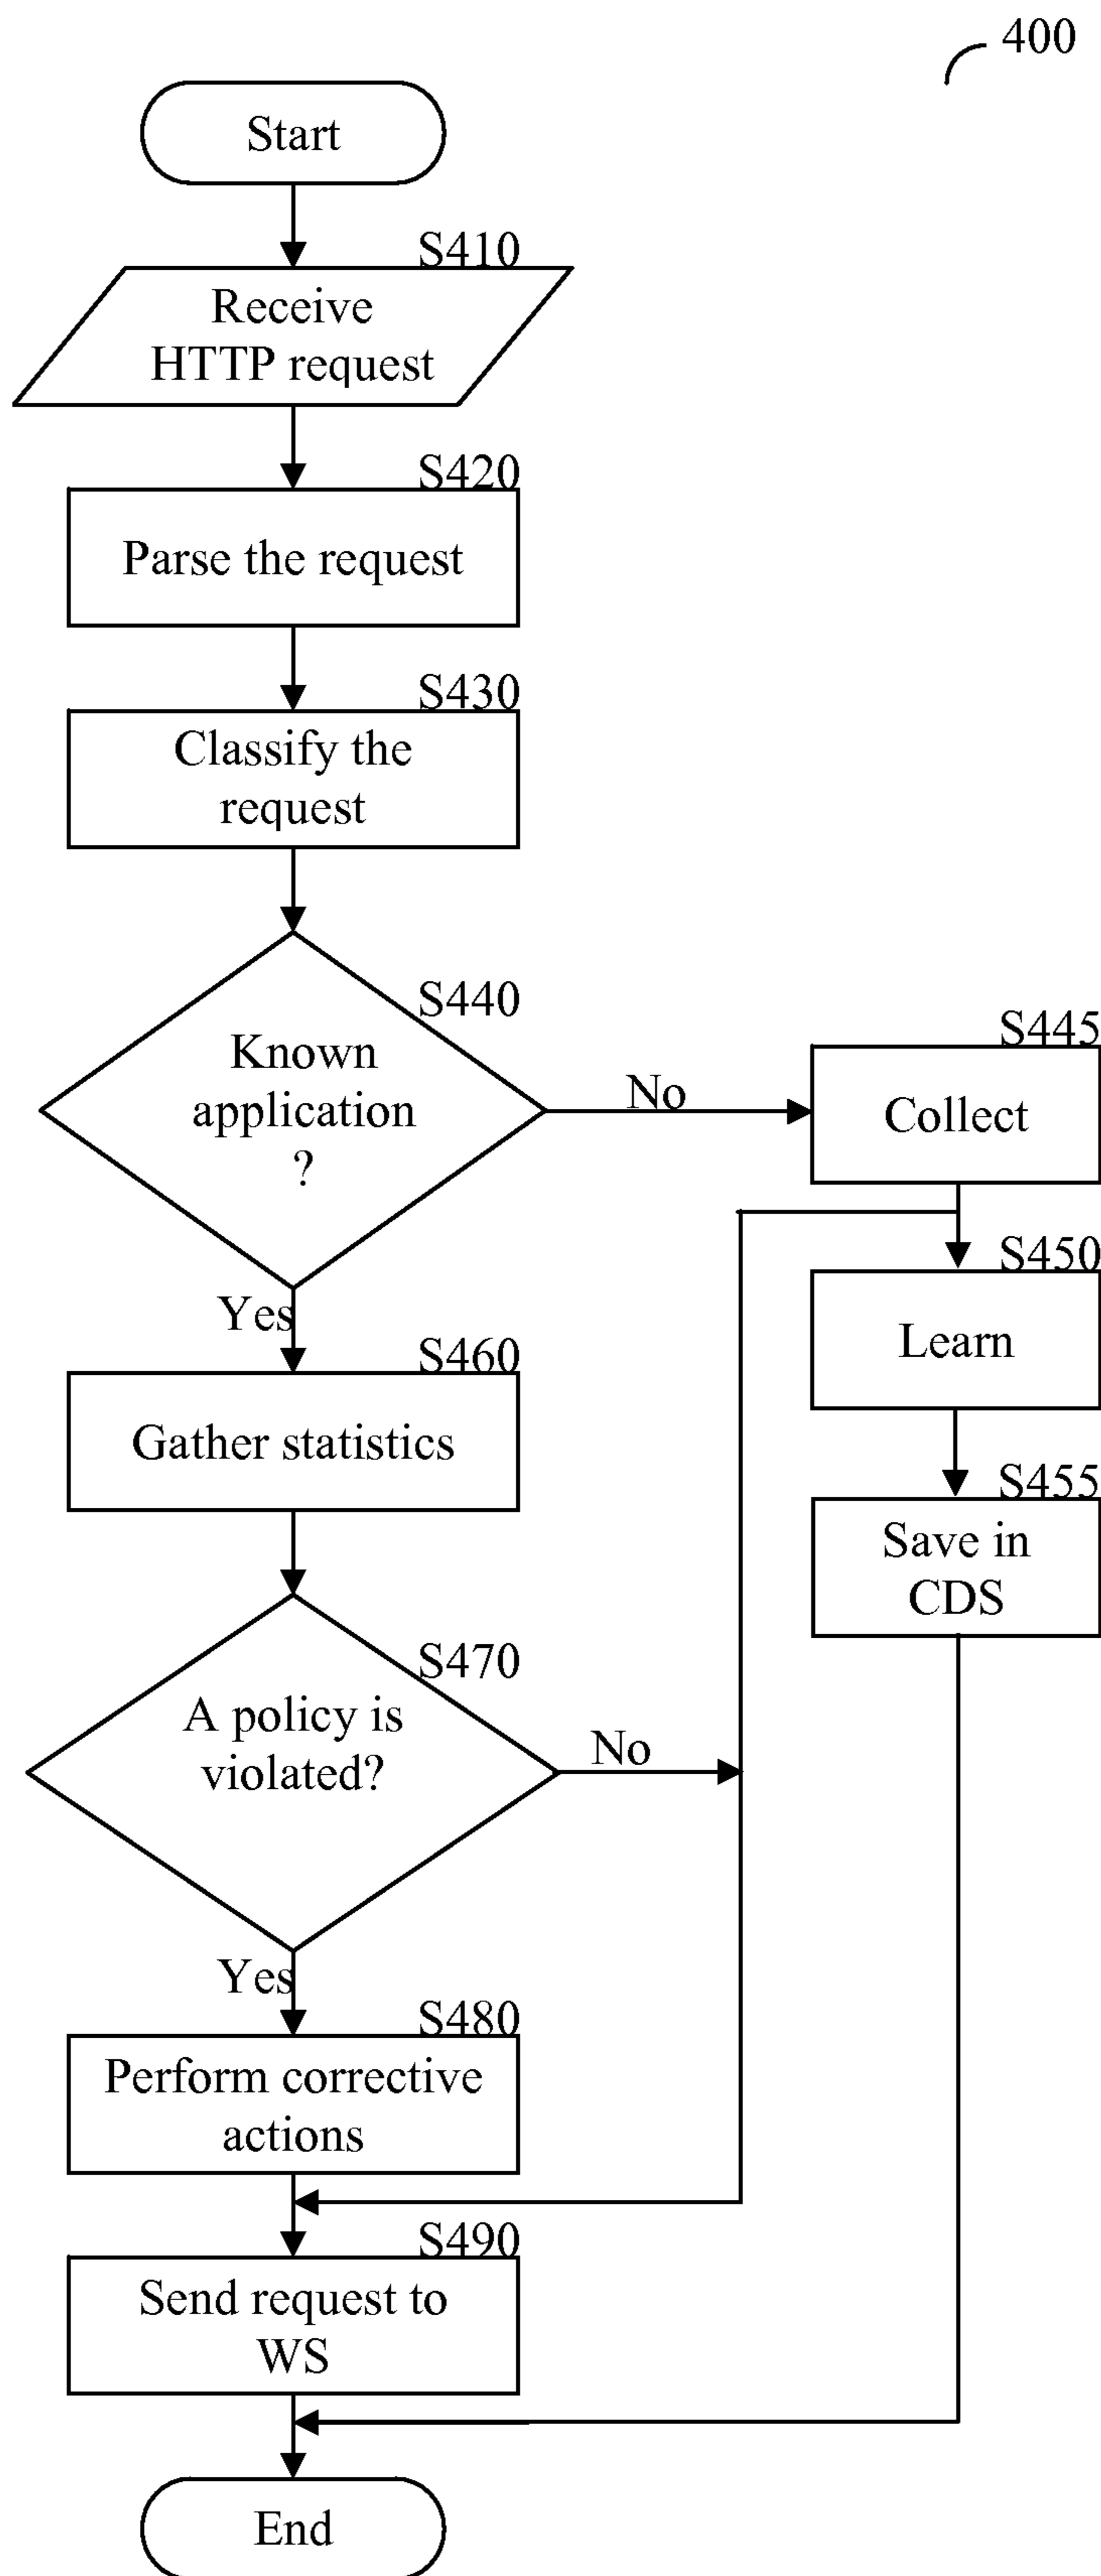 400
Start
S410
Receive
HTTP request
S420
Parse the request
S430
Classify the
request
S440
Known
application
?
No
S445
Collect
Yes
S450
Learn
S460
Gather statistics
S455
Save in
CDS
S470
A policy is
violated?
No
Yes
S480
Perform corrective
actions
S490
Send request to
WS
End